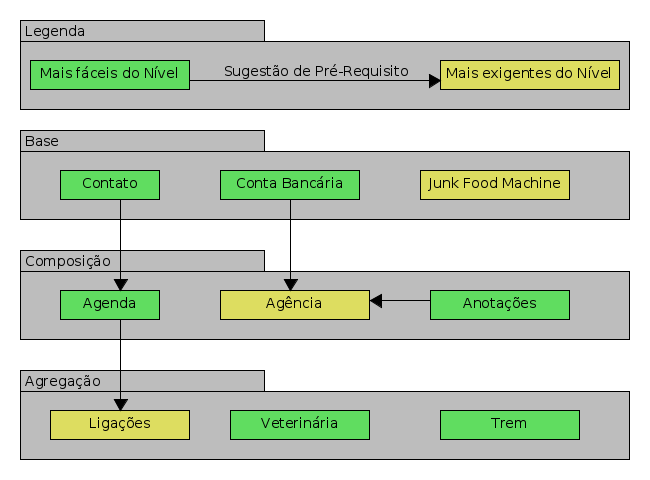 Legenda
Mais fáceis do Nível
Sugestão de Pré-Requisito
Mais exigentes do Nível
Base
Contato
Conta Bancária
Junk Food Machine
Composição
Agenda
Agência
Anotações
Agregação
Ligações
Veterinária
Trem